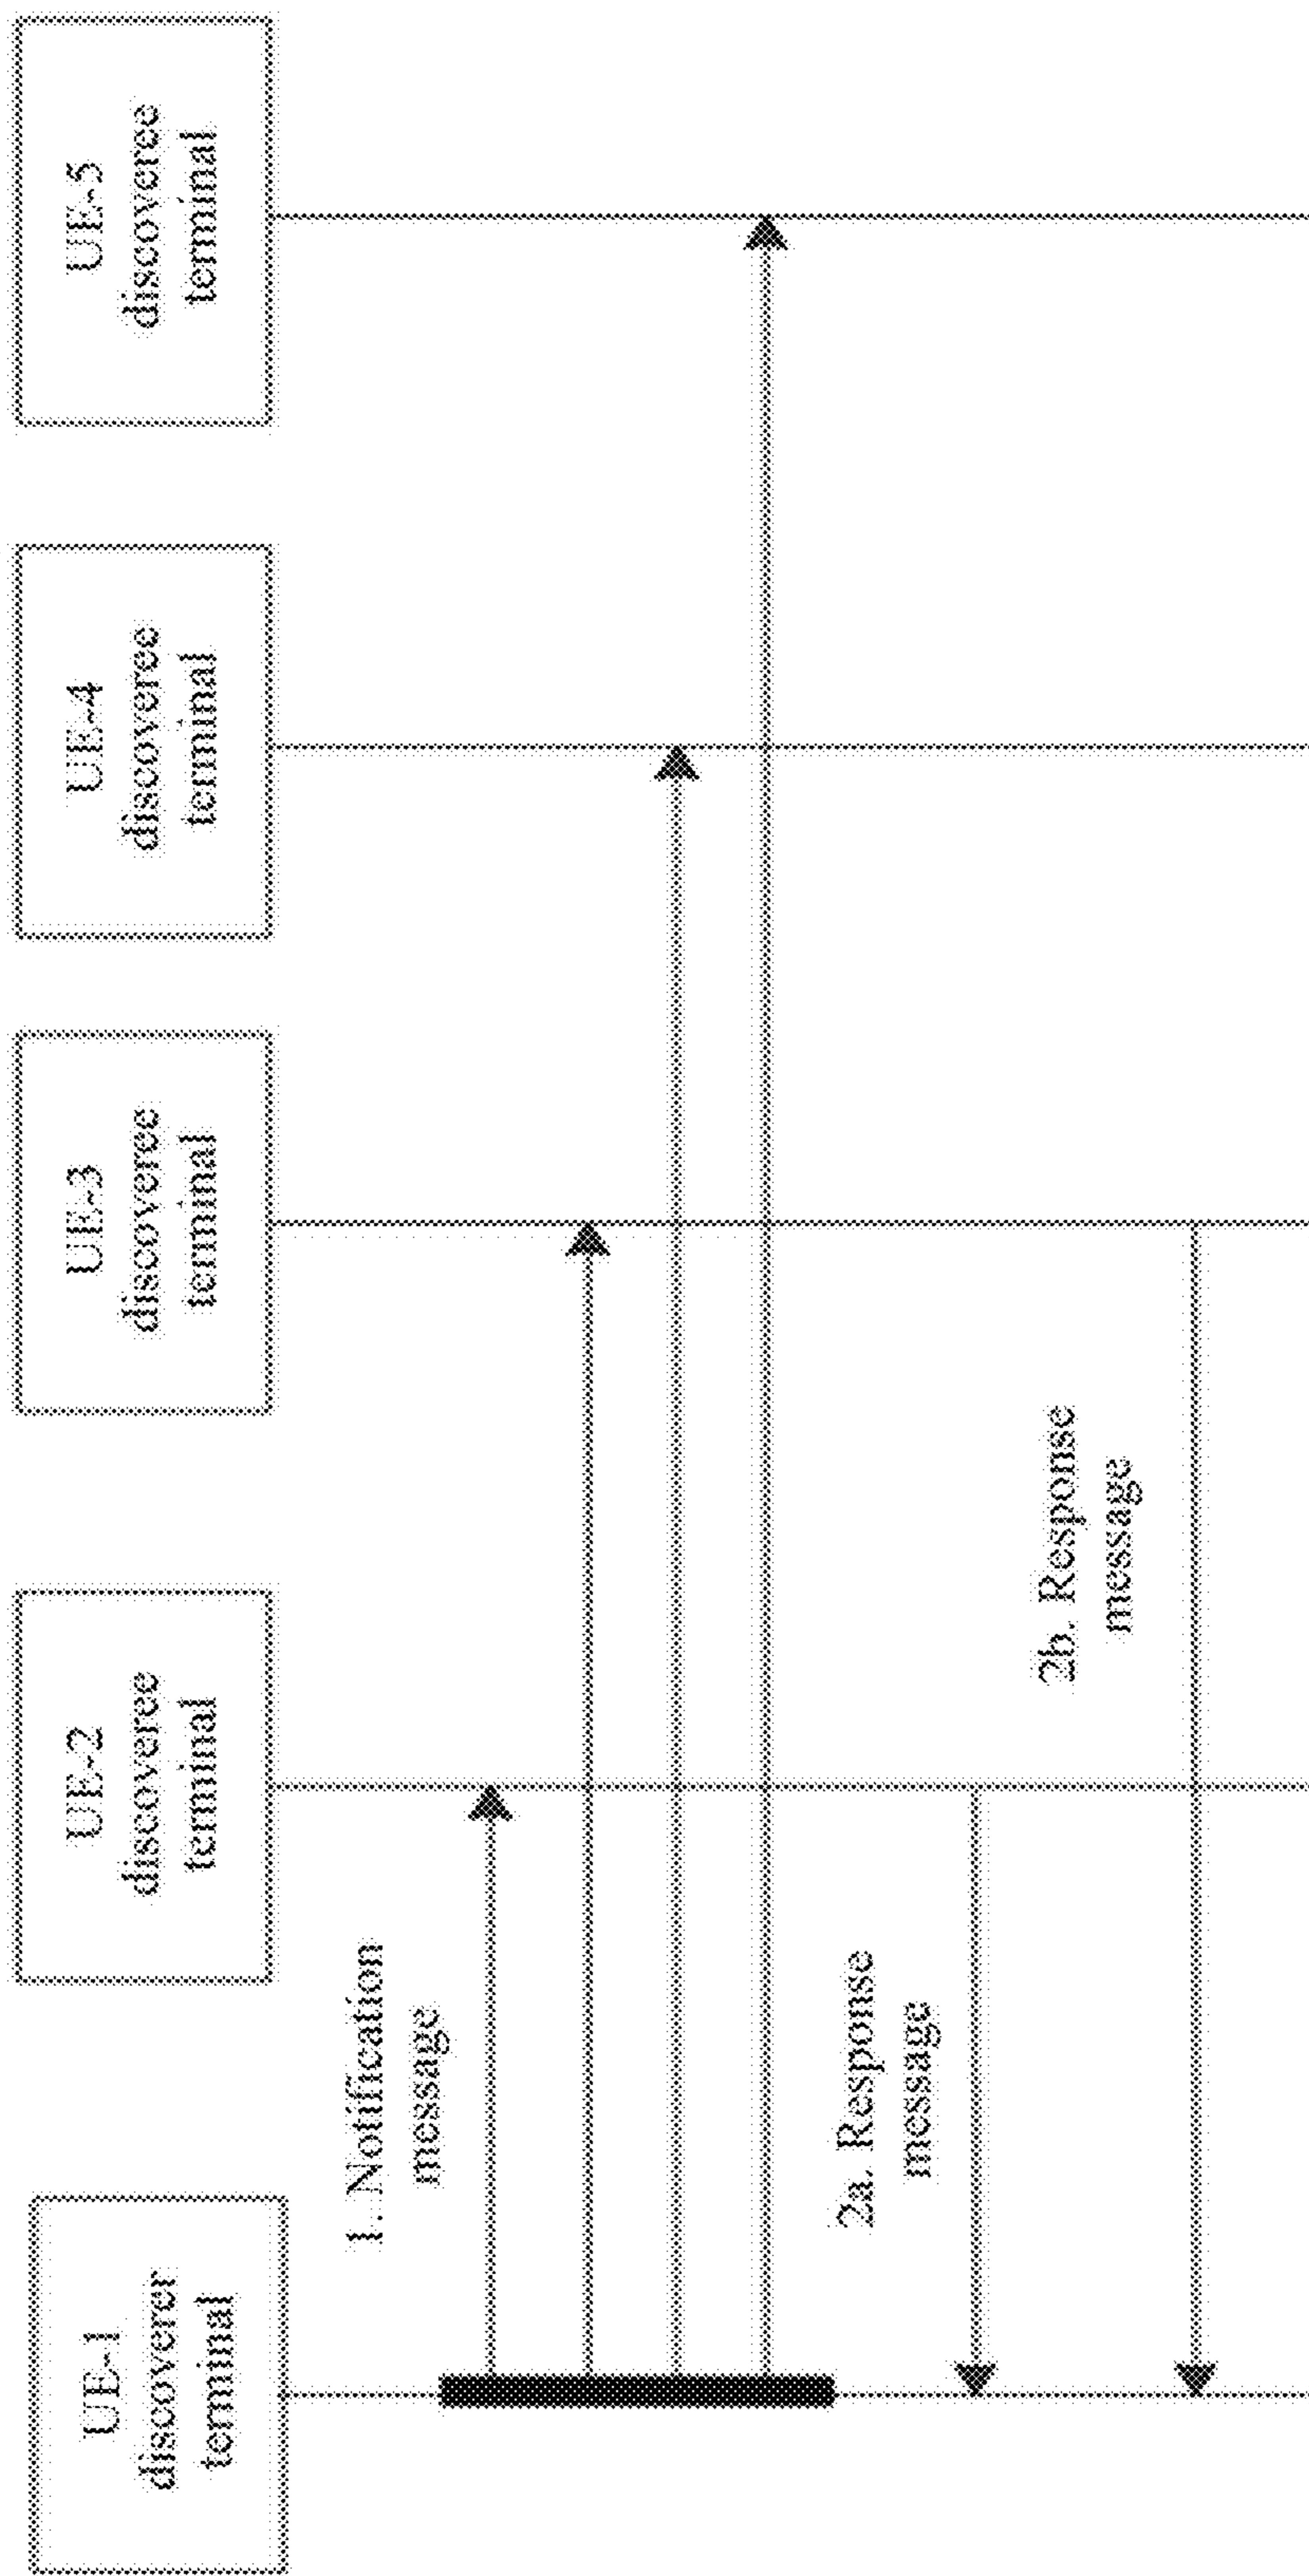 UE-1
discoverer
terminal
UE-2
discoveree
terminal
UE-3
discoveree
terminal
UE-4
discoveree
terminal
UE-5
discoveree
terminal
1. Notification
message
2a. Response
message
2b. Response
message